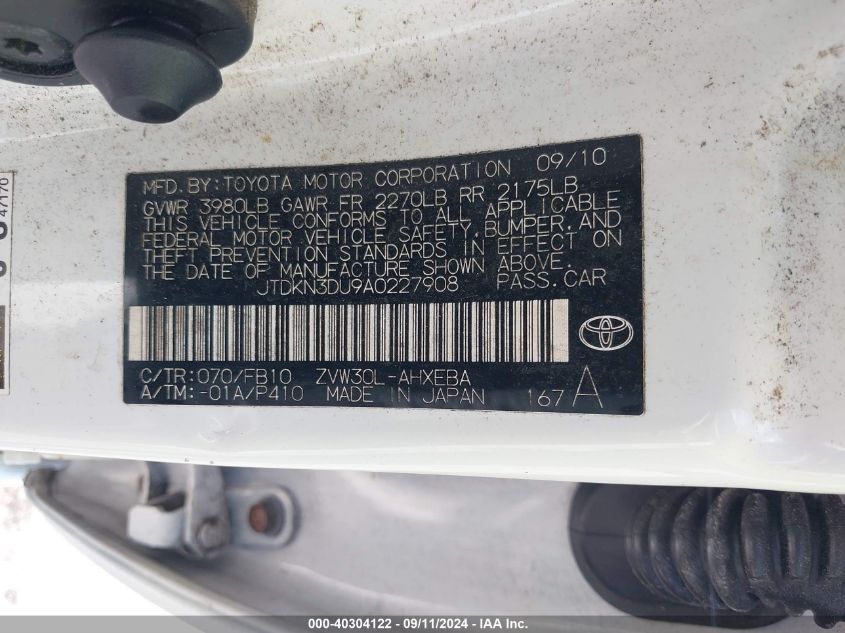 MFD. BY: TOYOTA MOTOR CORPORATION 09/10
GVWR 3980LB GAWR FR 2270LB RR 2175LB
THIS VEHICLE CONFORMS TO ALL APPLICABLE
FEDERAL MOTOR VEHICLE SAFETY, BUMPER, AND
THEFT PREVENTION STANDARDS IN EFFECT ON
THE DATE OF MANUFACTURE SHOWN ABOVE.
JTDKN3DU9A0227908 PASS. CAR
C/TR: 070/FB10 ZVW30L-AHXEBA
A/TM: -01A/P410 MADE IN JAPAN 167 A
47170
000-40304122 - 09/11/2024 - IAA Inc.